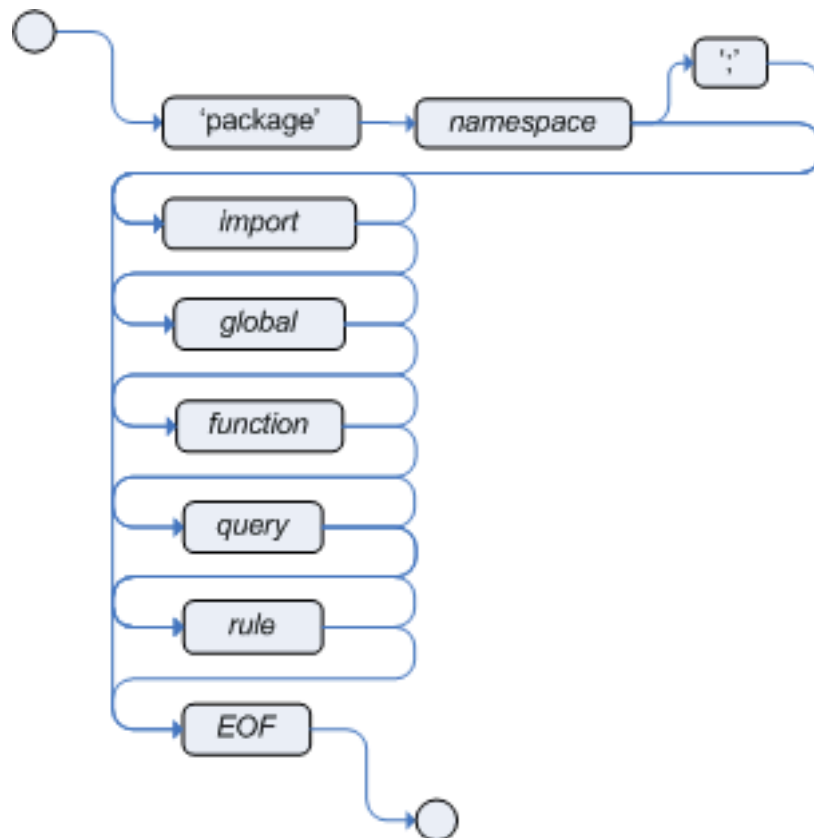 ‘;’
‘package’
namespace
import
global
function
query
rule
EOF